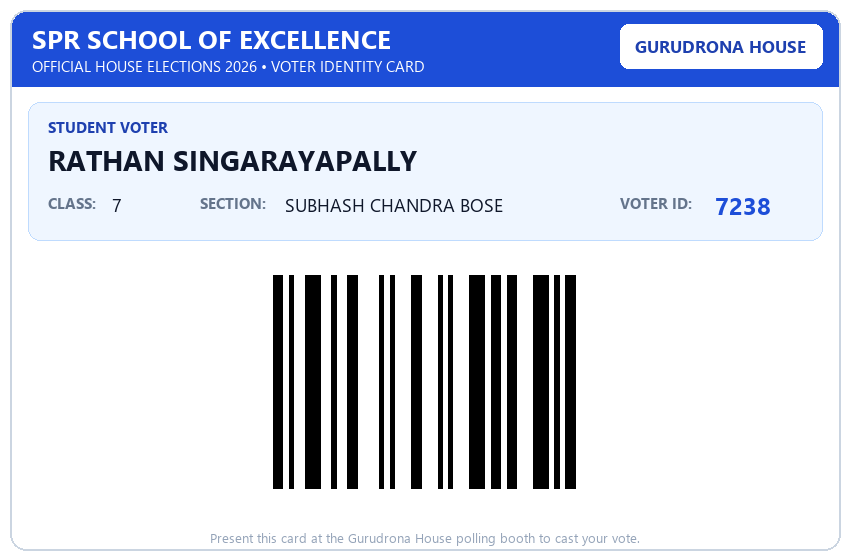 SPR SCHOOL OF EXCELLENCE
OFFICIAL HOUSE ELECTIONS 2026 • VOTER IDENTITY CARD
GURUDRONA HOUSE
STUDENT VOTER
RATHAN SINGARAYAPALLY
CLASS: 7 SECTION: SUBHASH CHANDRA BOSE VOTER ID: 7238
Present this card at the Gurudrona House polling booth to cast your vote.